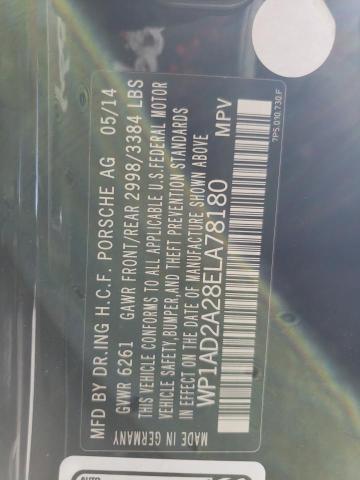 MFD BY DR.ING H.C.F. PORSCHE AG 05/14
GVWR 6261 GAWR FRONT/REAR 2998/3384 LBS
THIS VEHICLE CONFORMS TO ALL APPLICABLE U.S.FEDERAL MOTOR
VEHICLE SAFETY,BUMPER,AND THEFT PREVENTION STANDARDS
IN EFFECT ON THE DATE OF MANUFACTURE SHOWN ABOVE
WP1AD2A28ELA78180 MPV
MADE IN GERMANY
7P5.010.730.F
AUTO